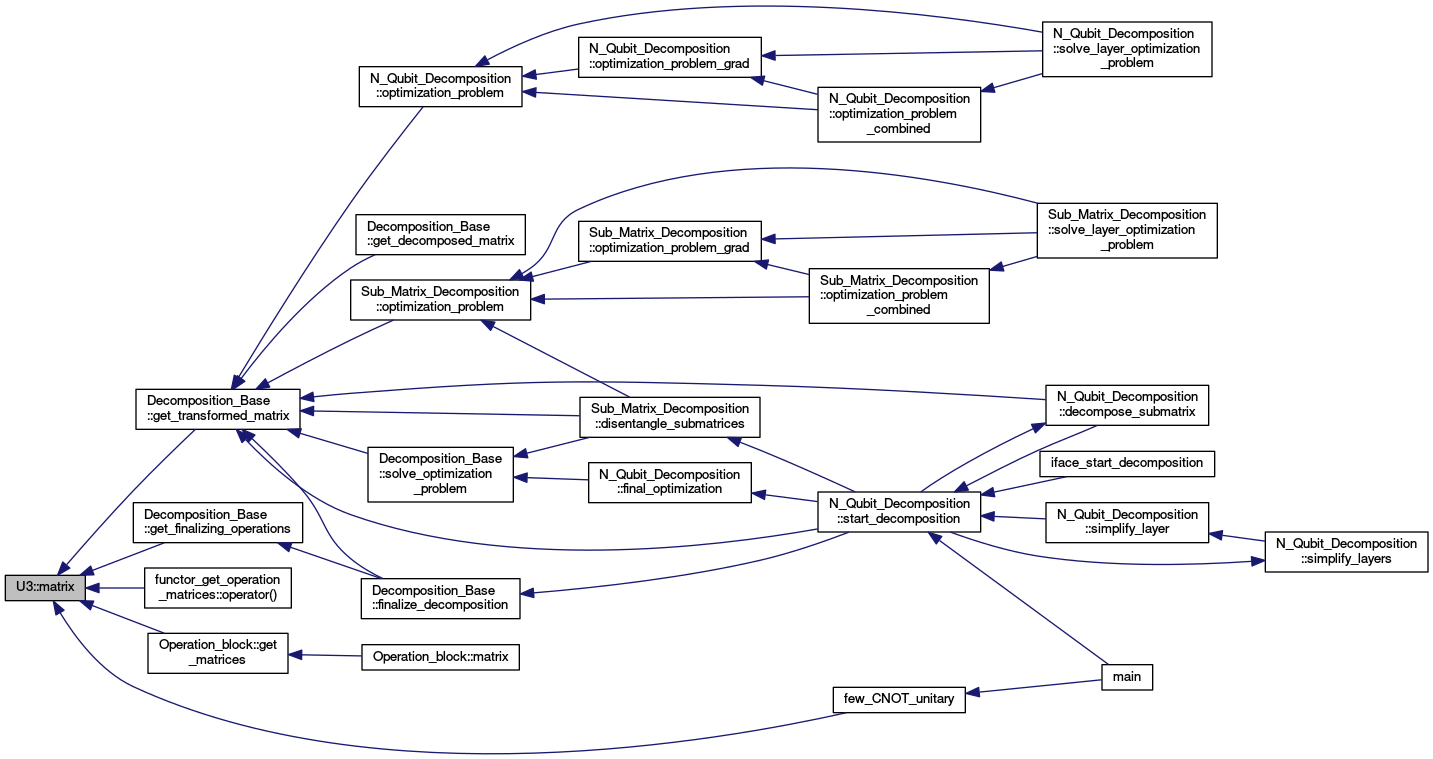 N_Qubit_Decomposition
::solve_layer_optimization
_problem
N_Qubit_Decomposition
::optimization_problem_grad
N_Qubit_Decomposition
::optimization_problem
N_Qubit_Decomposition
::optimization_problem
_combined
Sub_Matrix_Decomposition
::solve_layer_optimization
_problem
Decomposition_Base
::get_decomposed_matrix
Sub_Matrix_Decomposition
::optimization_problem_grad
Sub_Matrix_Decomposition
::optimization_problem
_combined
Sub_Matrix_Decomposition
::optimization_problem
Decomposition_Base
::get_transformed_matrix
N_Qubit_Decomposition
::decompose_submatrix
Sub_Matrix_Decomposition
::disentangle_submatrices
Decomposition_Base
::solve_optimization
_problem
iface_start_decomposition
N_Qubit_Decomposition
::final_optimization
N_Qubit_Decomposition
::start_decomposition
N_Qubit_Decomposition
::simplify_layer
Decomposition_Base
::get_finalizing_operations
N_Qubit_Decomposition
::simplify_layers
U3::matrix
functor_get_operation
_matrices::operator()
Decomposition_Base
::finalize_decomposition
Operation_block::get
_matrices
Operation_block::matrix
main
few_CNOT_unitary